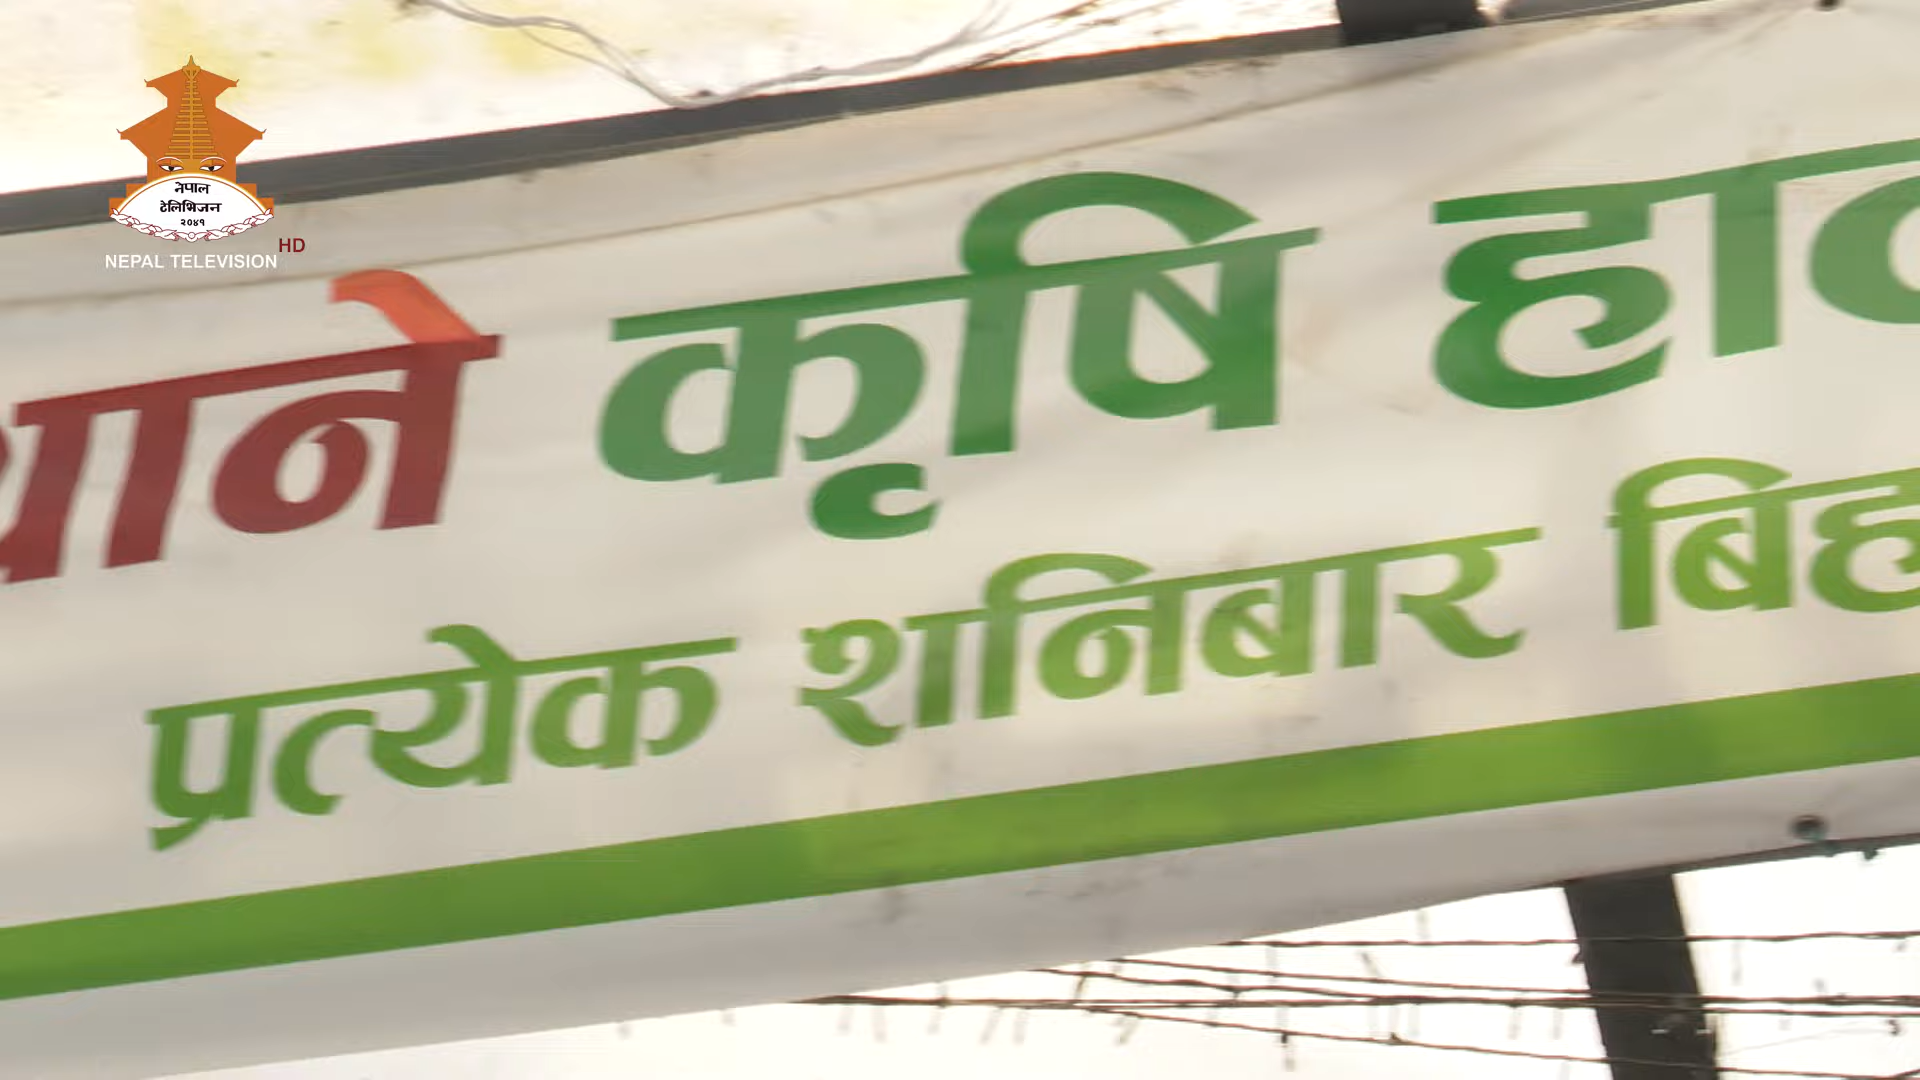 नेपाल
टेलिभिजन
२०४१
HD
NEPAL TELEVISION
कृषि
प्रत्येक शनिबार